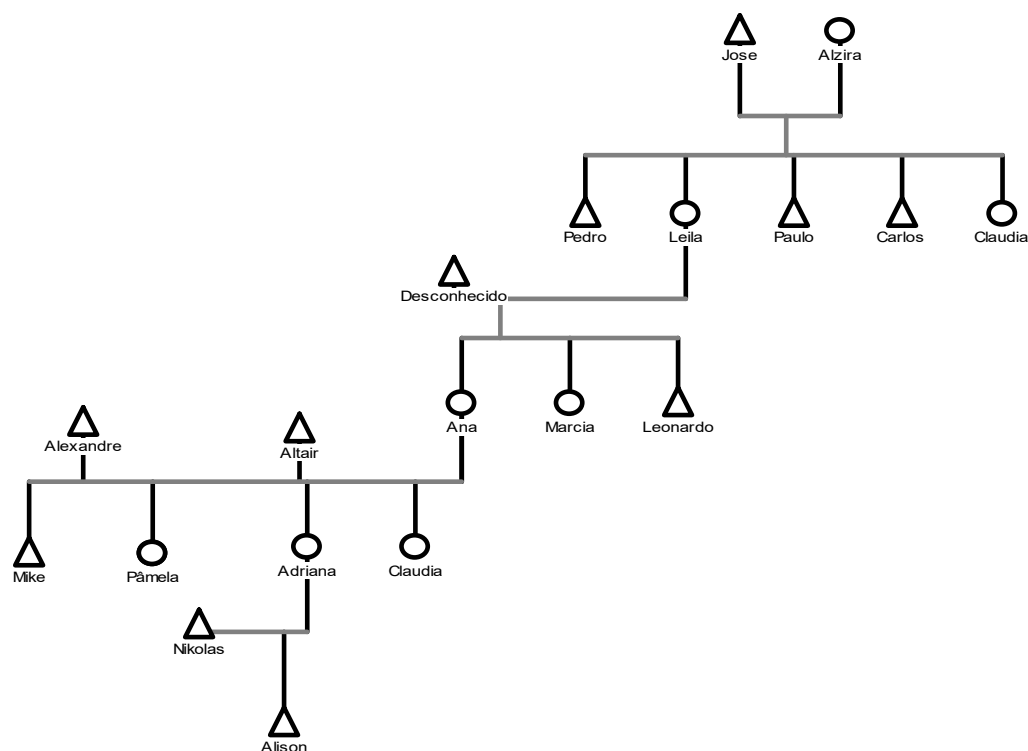 Jose Alzira
Pedro Leila Paulo Carlos Claudia
Desconhecido
Ana Marcia Leonardo
Alexandre Altair
Mike Pâmela Adriana Claudia
Nikolas
Alison